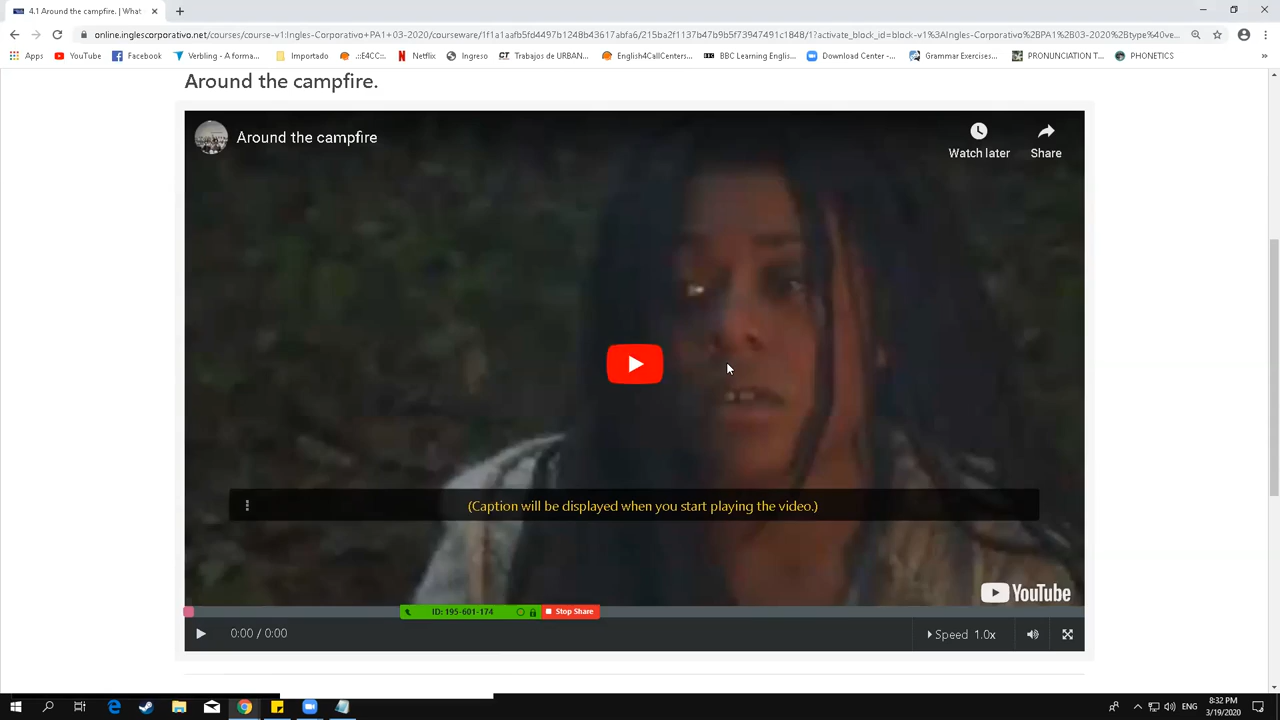 4.1 Around the campfire. | What
online.inglescorporativo.net/courses/course-v1:Ingles-Corporativo+PA1+03-2020/courseware/1f1a1aafb5fd4497b1248b43617abfa6/215ba2f1137b47b9b5f73947491c1848/1?activate_block_id=block-v1%3AIngles-Corporativo%2BPA1%2B03-2020%2Btype%40ve...
Apps YouTube Facebook Verbling - A forma... Importado .::E4CC::. Netflix Ingreso Trabajos de URBAN... English4CallCenters... BBC Learning Engli... Download Center -... Grammar Exercises... PRONUNCIATION T... PHONETICS »
Around the campfire.
Around the campfire
Watch later Share
(Caption will be displayed when you start playing the video.)
YouTube
ID: 195-601-174 Stop Share
0:00 / 0:00 Speed 1.0x
ENG 8:32 PM
3/19/2020